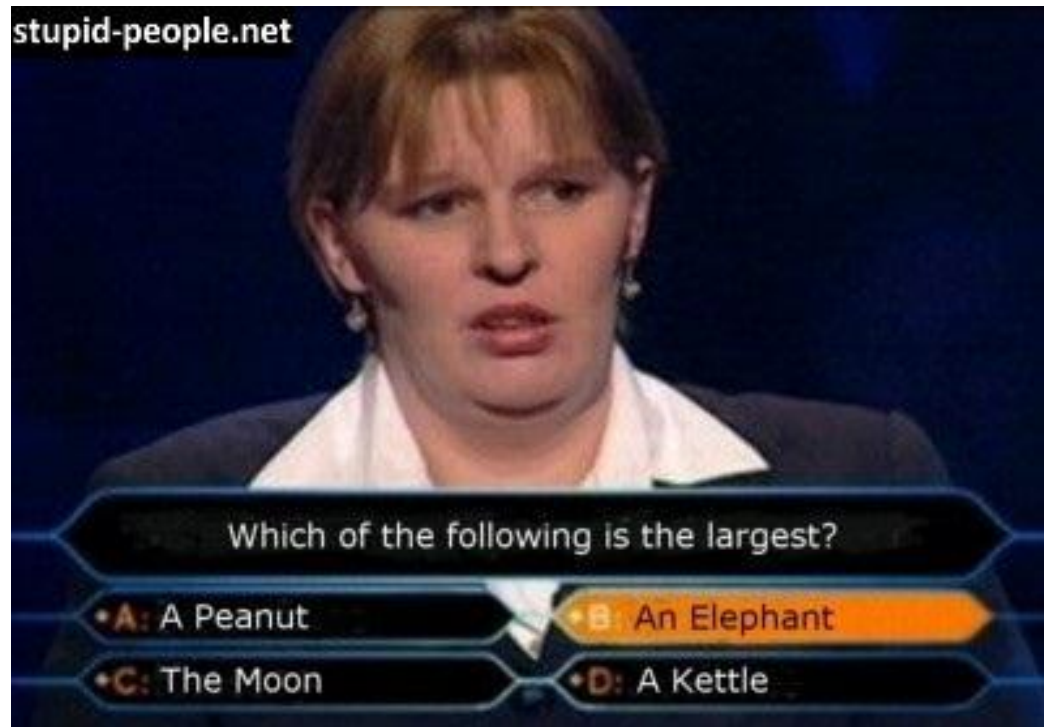 stupid-people.net
Which of the following is the largest?
A: A Peanut
B: An Elephant
C: The Moon
D: A Kettle